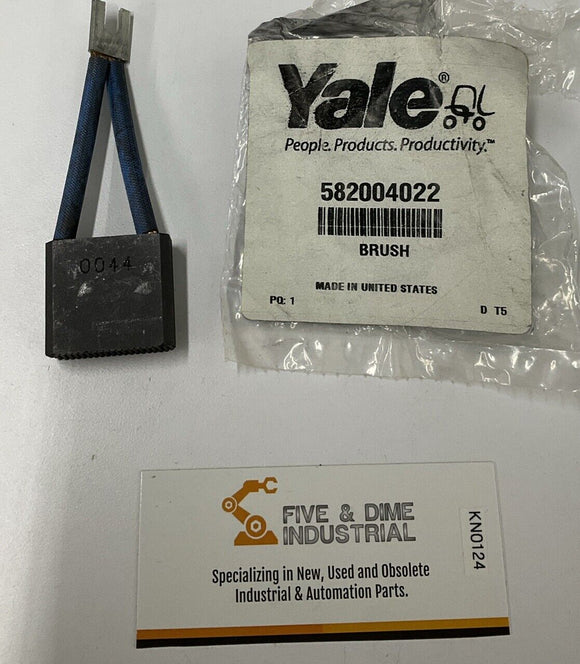 0044
Yale®
People. Products. Productivity.™
582004022
BRUSH
MADE IN UNITED STATES
PQ: 1 D T5
FIVE & DIME
INDUSTRIAL
Specializing in New, Used and Obsolete
Industrial & Automation Parts.
KN0124